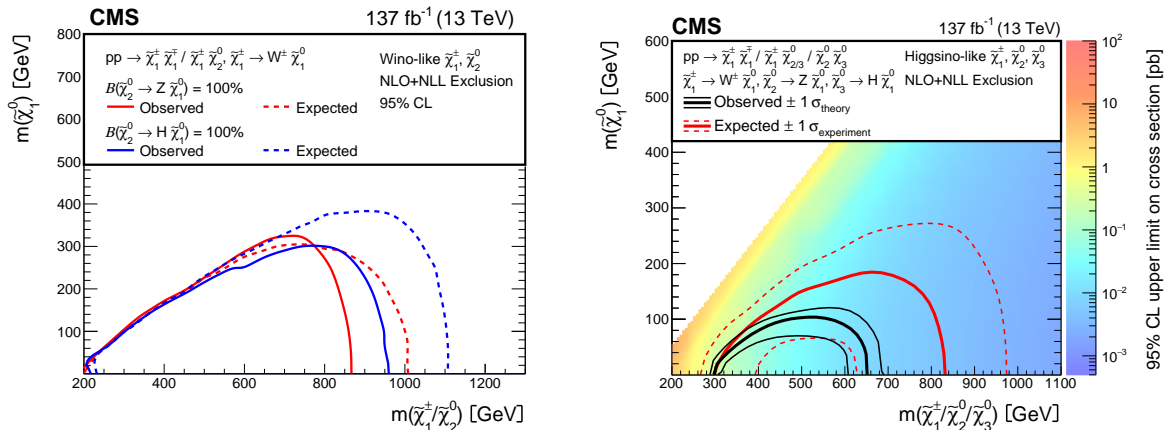 CMS 137 fb⁻¹ (13 TeV)
pp → χ̃₁± χ̃₁∓ / χ̃₁± χ̃₂⁰, χ̃₁± → W± χ̃₁⁰ Wino-like χ̃₁±, χ̃₂⁰
B(χ̃₂⁰ → Z χ̃₁⁰) = 100% NLO+NLL Exclusion
Observed Expected 95% CL
B(χ̃₂⁰ → H χ̃₁⁰) = 100%
Observed Expected
m(χ̃₁⁰) [GeV]
800
700
600
500
400
300
200
100
200 400 600 800 1000 1200
m(χ̃₁±/χ̃₂⁰) [GeV]
CMS 137 fb⁻¹ (13 TeV)
pp → χ̃₁± χ̃₁∓ / χ̃₁± χ̃₂/₃⁰ / χ̃₂⁰ χ̃₃⁰ Higgsino-like χ̃₁±, χ̃₂⁰, χ̃₃⁰
χ̃₁± → W± χ̃₁⁰, χ̃₂⁰ → Z χ̃₁⁰, χ̃₃⁰ → H χ̃₁⁰ NLO+NLL Exclusion
Observed ± 1 σtheory
Expected ± 1 σexperiment
m(χ̃₁⁰) [GeV]
600
500
400
300
200
100
0
200 300 400 500 600 700 800 900 1000 1100
m(χ̃₁±/χ̃₂⁰/χ̃₃⁰) [GeV]
10²
10
1
10⁻¹
10⁻²
10⁻³
95% CL upper limit on cross section [pb]